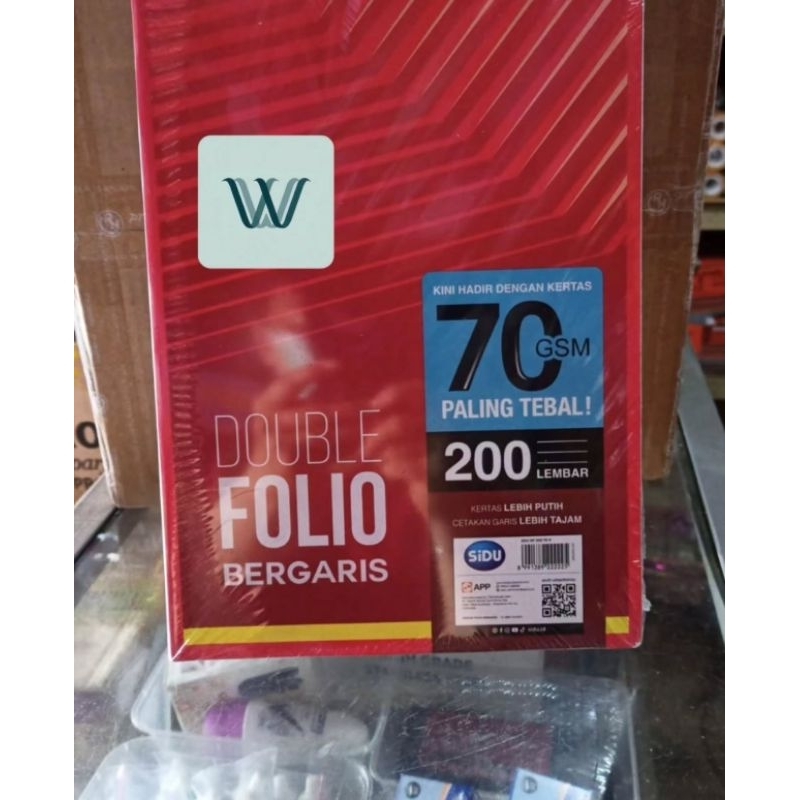 W
KINI HADIR DENGAN KERTAS
70
GSM
PALING TEBAL!
200
LEMBAR
KERTAS LEBIH PUTIH
CETAKAN GARIS LEBIH TAJAM
DOUBLE
FOLIO
BERGARIS
SiDU
APP